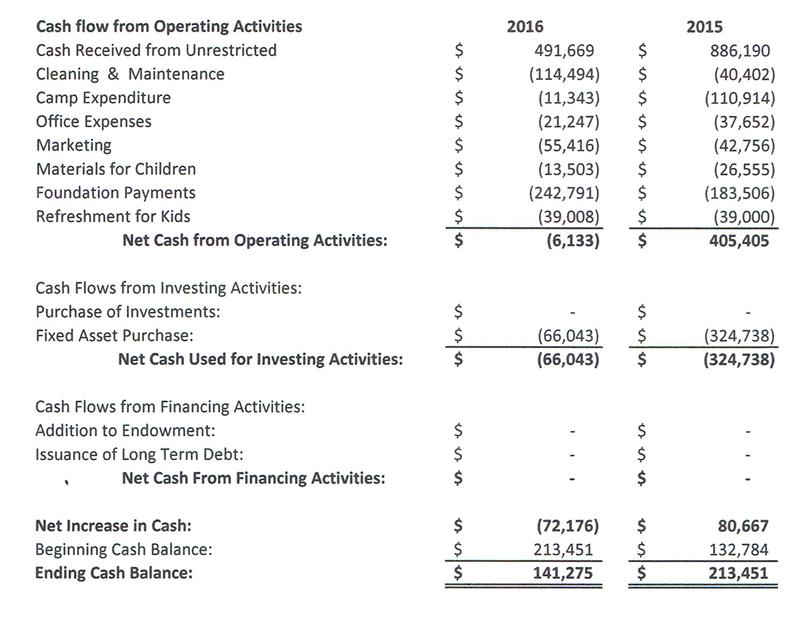 Cash flow from Operating Activities 2016 2015
Cash Received from Unrestricted $ 491,669 $ 886,190
Cleaning & Maintenance $ (114,494) $ (40,402)
Camp Expenditure $ (11,343) $ (110,914)
Office Expenses $ (21,247) $ (37,652)
Marketing $ (55,416) $ (42,756)
Materials for Children $ (13,503) $ (26,555)
Foundation Payments $ (242,791) $ (183,506)
Refreshment for Kids $ (39,008) $ (39,000)
Net Cash from Operating Activities: $ (6,133) $ 405,405
Cash Flows from Investing Activities:
Purchase of Investments: $ - $ -
Fixed Asset Purchase: $ (66,043) $ (324,738)
Net Cash Used for Investing Activities: $ (66,043) $ (324,738)
Cash Flows from Financing Activities:
Addition to Endowment: $ - $ -
Issuance of Long Term Debt: $ - $ -
Net Cash From Financing Activities: $ - $ -
Net Increase in Cash: $ (72,176) $ 80,667
Beginning Cash Balance: $ 213,451 $ 132,784
Ending Cash Balance: $ 141,275 $ 213,451